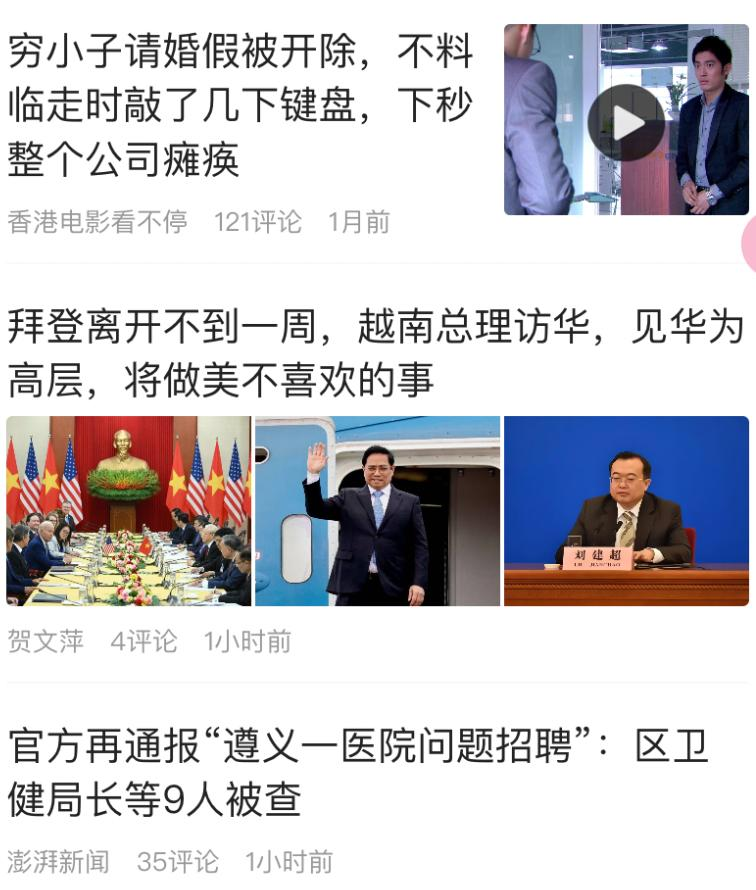 穷小子请婚假被开除，不料
临走时敲了几下键盘，下秒
整个公司瘫痪
香港电影看不停 121评论 1月前
拜登离开不到一周，越南总理访华，见华为
高层，将做美不喜欢的事
刘建超
贺文萍 4评论 1小时前
官方再通报“遵义一医院问题招聘”：区卫
健局长等9人被查
澎湃新闻 35评论 1小时前